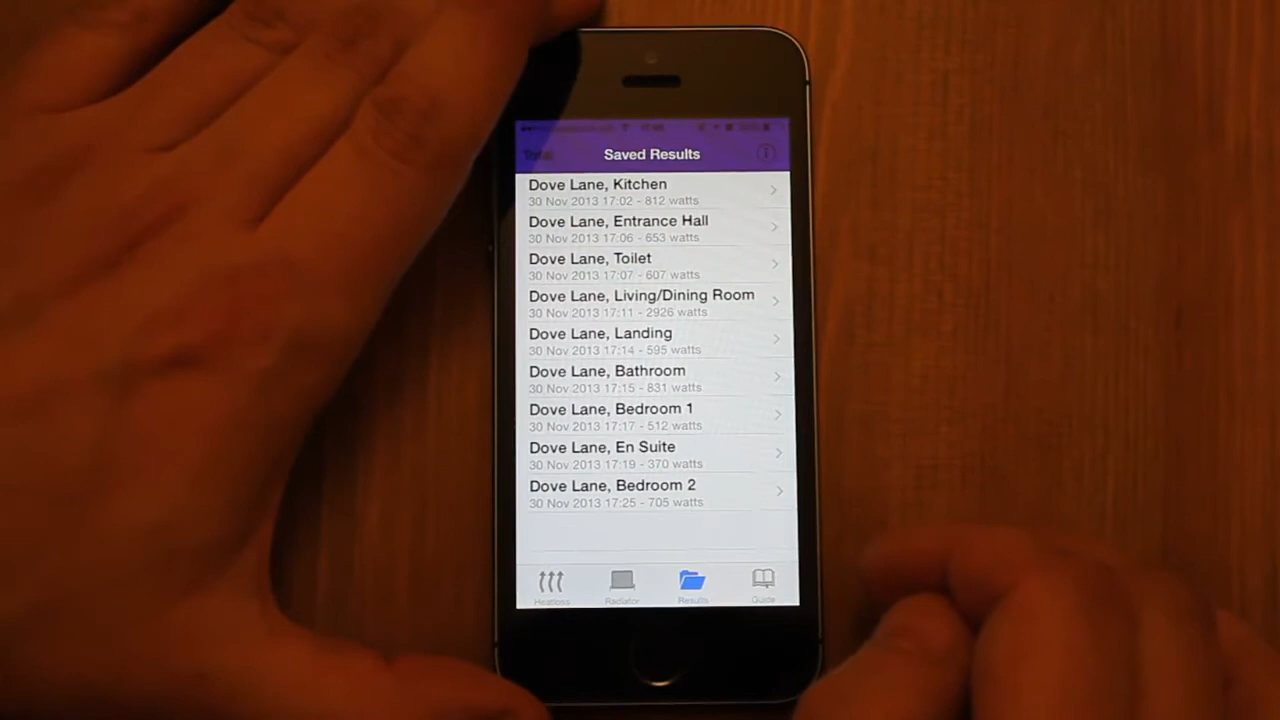 Saved Results
Dove Lane, Kitchen
30 Nov 2013 17:02 - 812 watts
Dove Lane, Entrance Hall
30 Nov 2013 17:06 - 653 watts
Dove Lane, Toilet
30 Nov 2013 17:07 - 607 watts
Dove Lane, Living/Dining Room
30 Nov 2013 17:11 - 2926 watts
Dove Lane, Landing
30 Nov 2013 17:14 - 595 watts
Dove Lane, Bathroom
30 Nov 2013 17:15 - 831 watts
Dove Lane, Bedroom 1
30 Nov 2013 17:17 - 512 watts
Dove Lane, En Suite
30 Nov 2013 17:19 - 370 watts
Dove Lane, Bedroom 2
30 Nov 2013 17:25 - 705 watts
Heatloss Radiator Results Guide